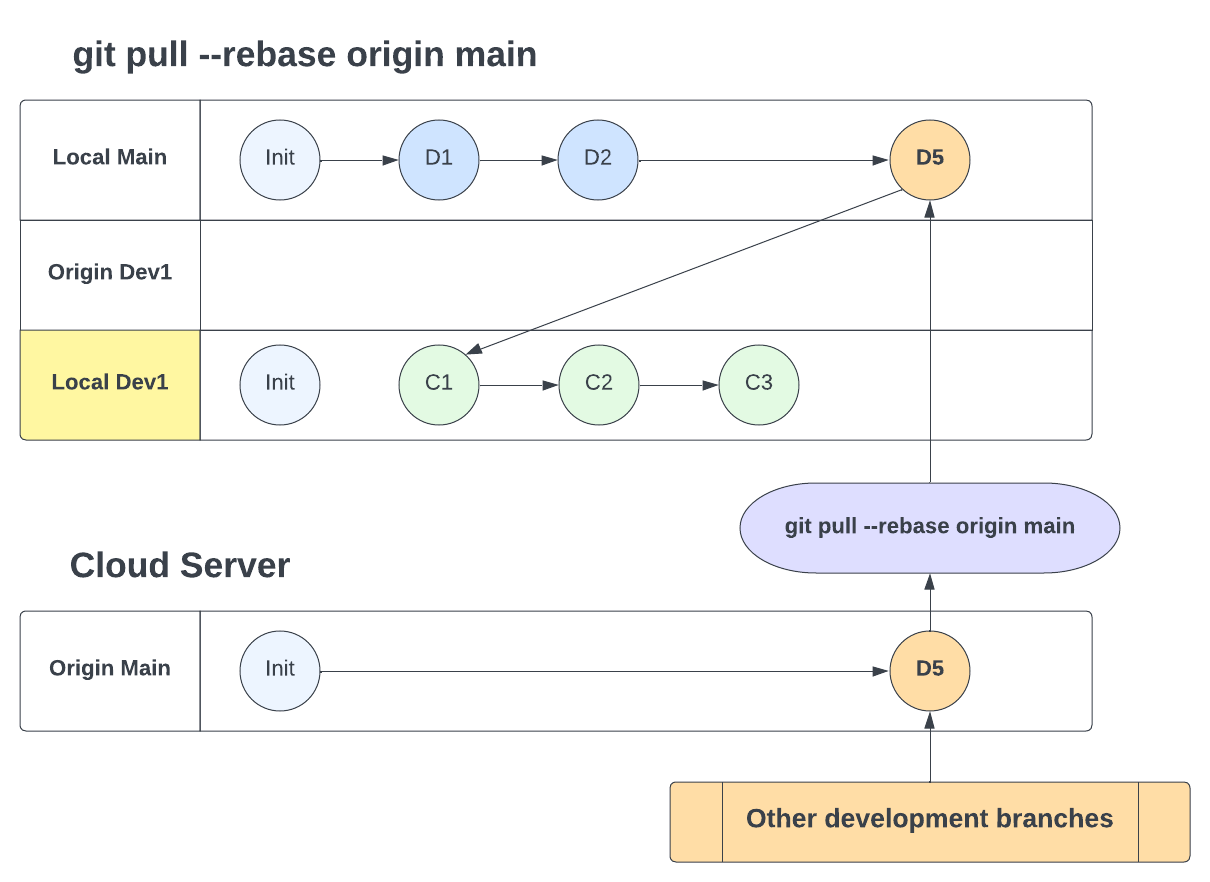 git pull --rebase origin main
Local Main
Init
D1
D2
D5
Origin Dev1
Local Dev1
Init
C1
C2
C3
git pull --rebase origin main
Cloud Server
Origin Main
Init
D5
Other development branches